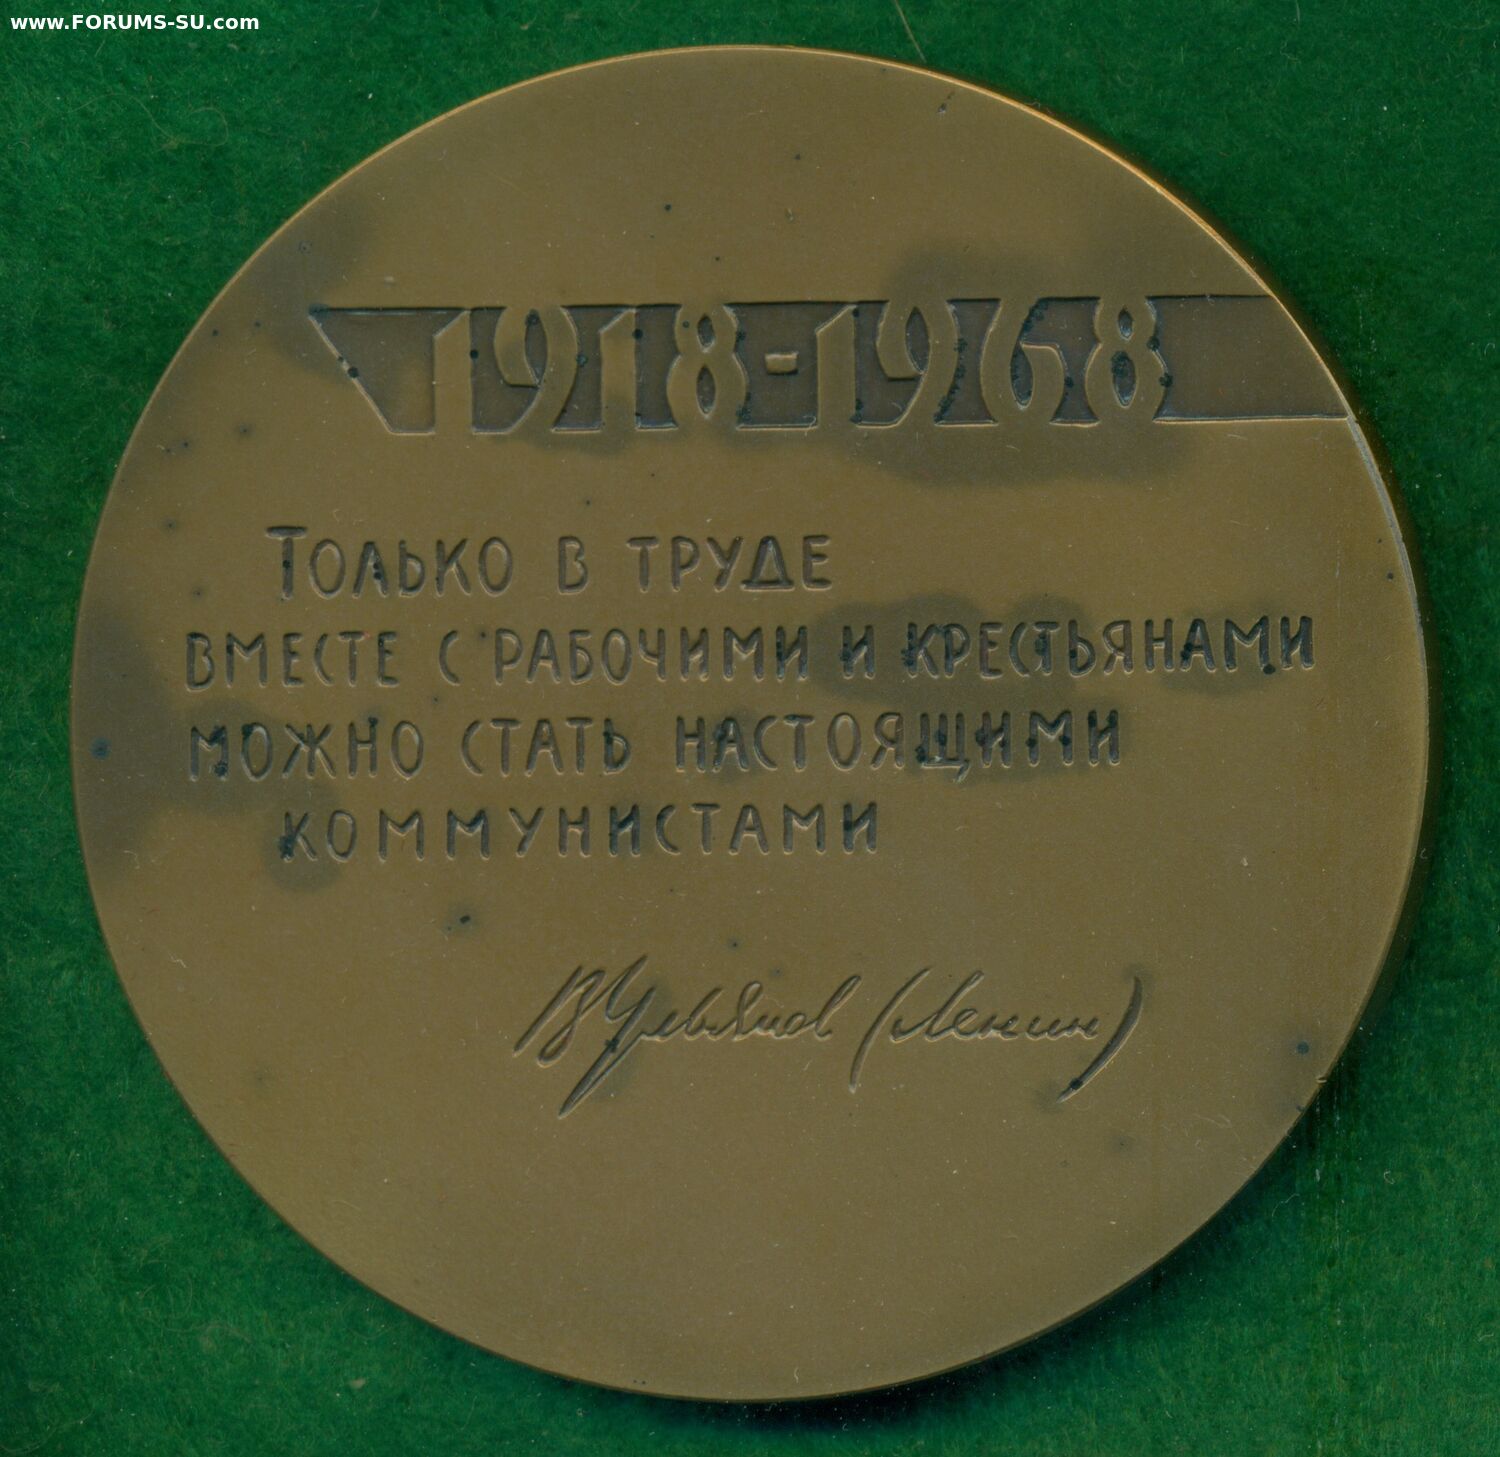 www.FORUMS-SU.com
1918-1968
Только в труде
вместе с рабочими и крестьянами
можно стать настоящими
коммунистами
В Ульянов (Ленин)